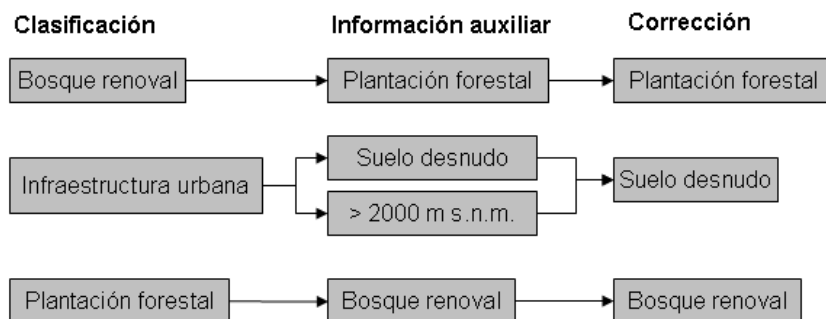 Clasificación Información auxiliar Corrección
Bosque renoval Plantación forestal Plantación forestal
Suelo desnudo
Infraestructura urbana Suelo desnudo
> 2000 m s.n.m.
Plantación forestal Bosque renoval Bosque renoval